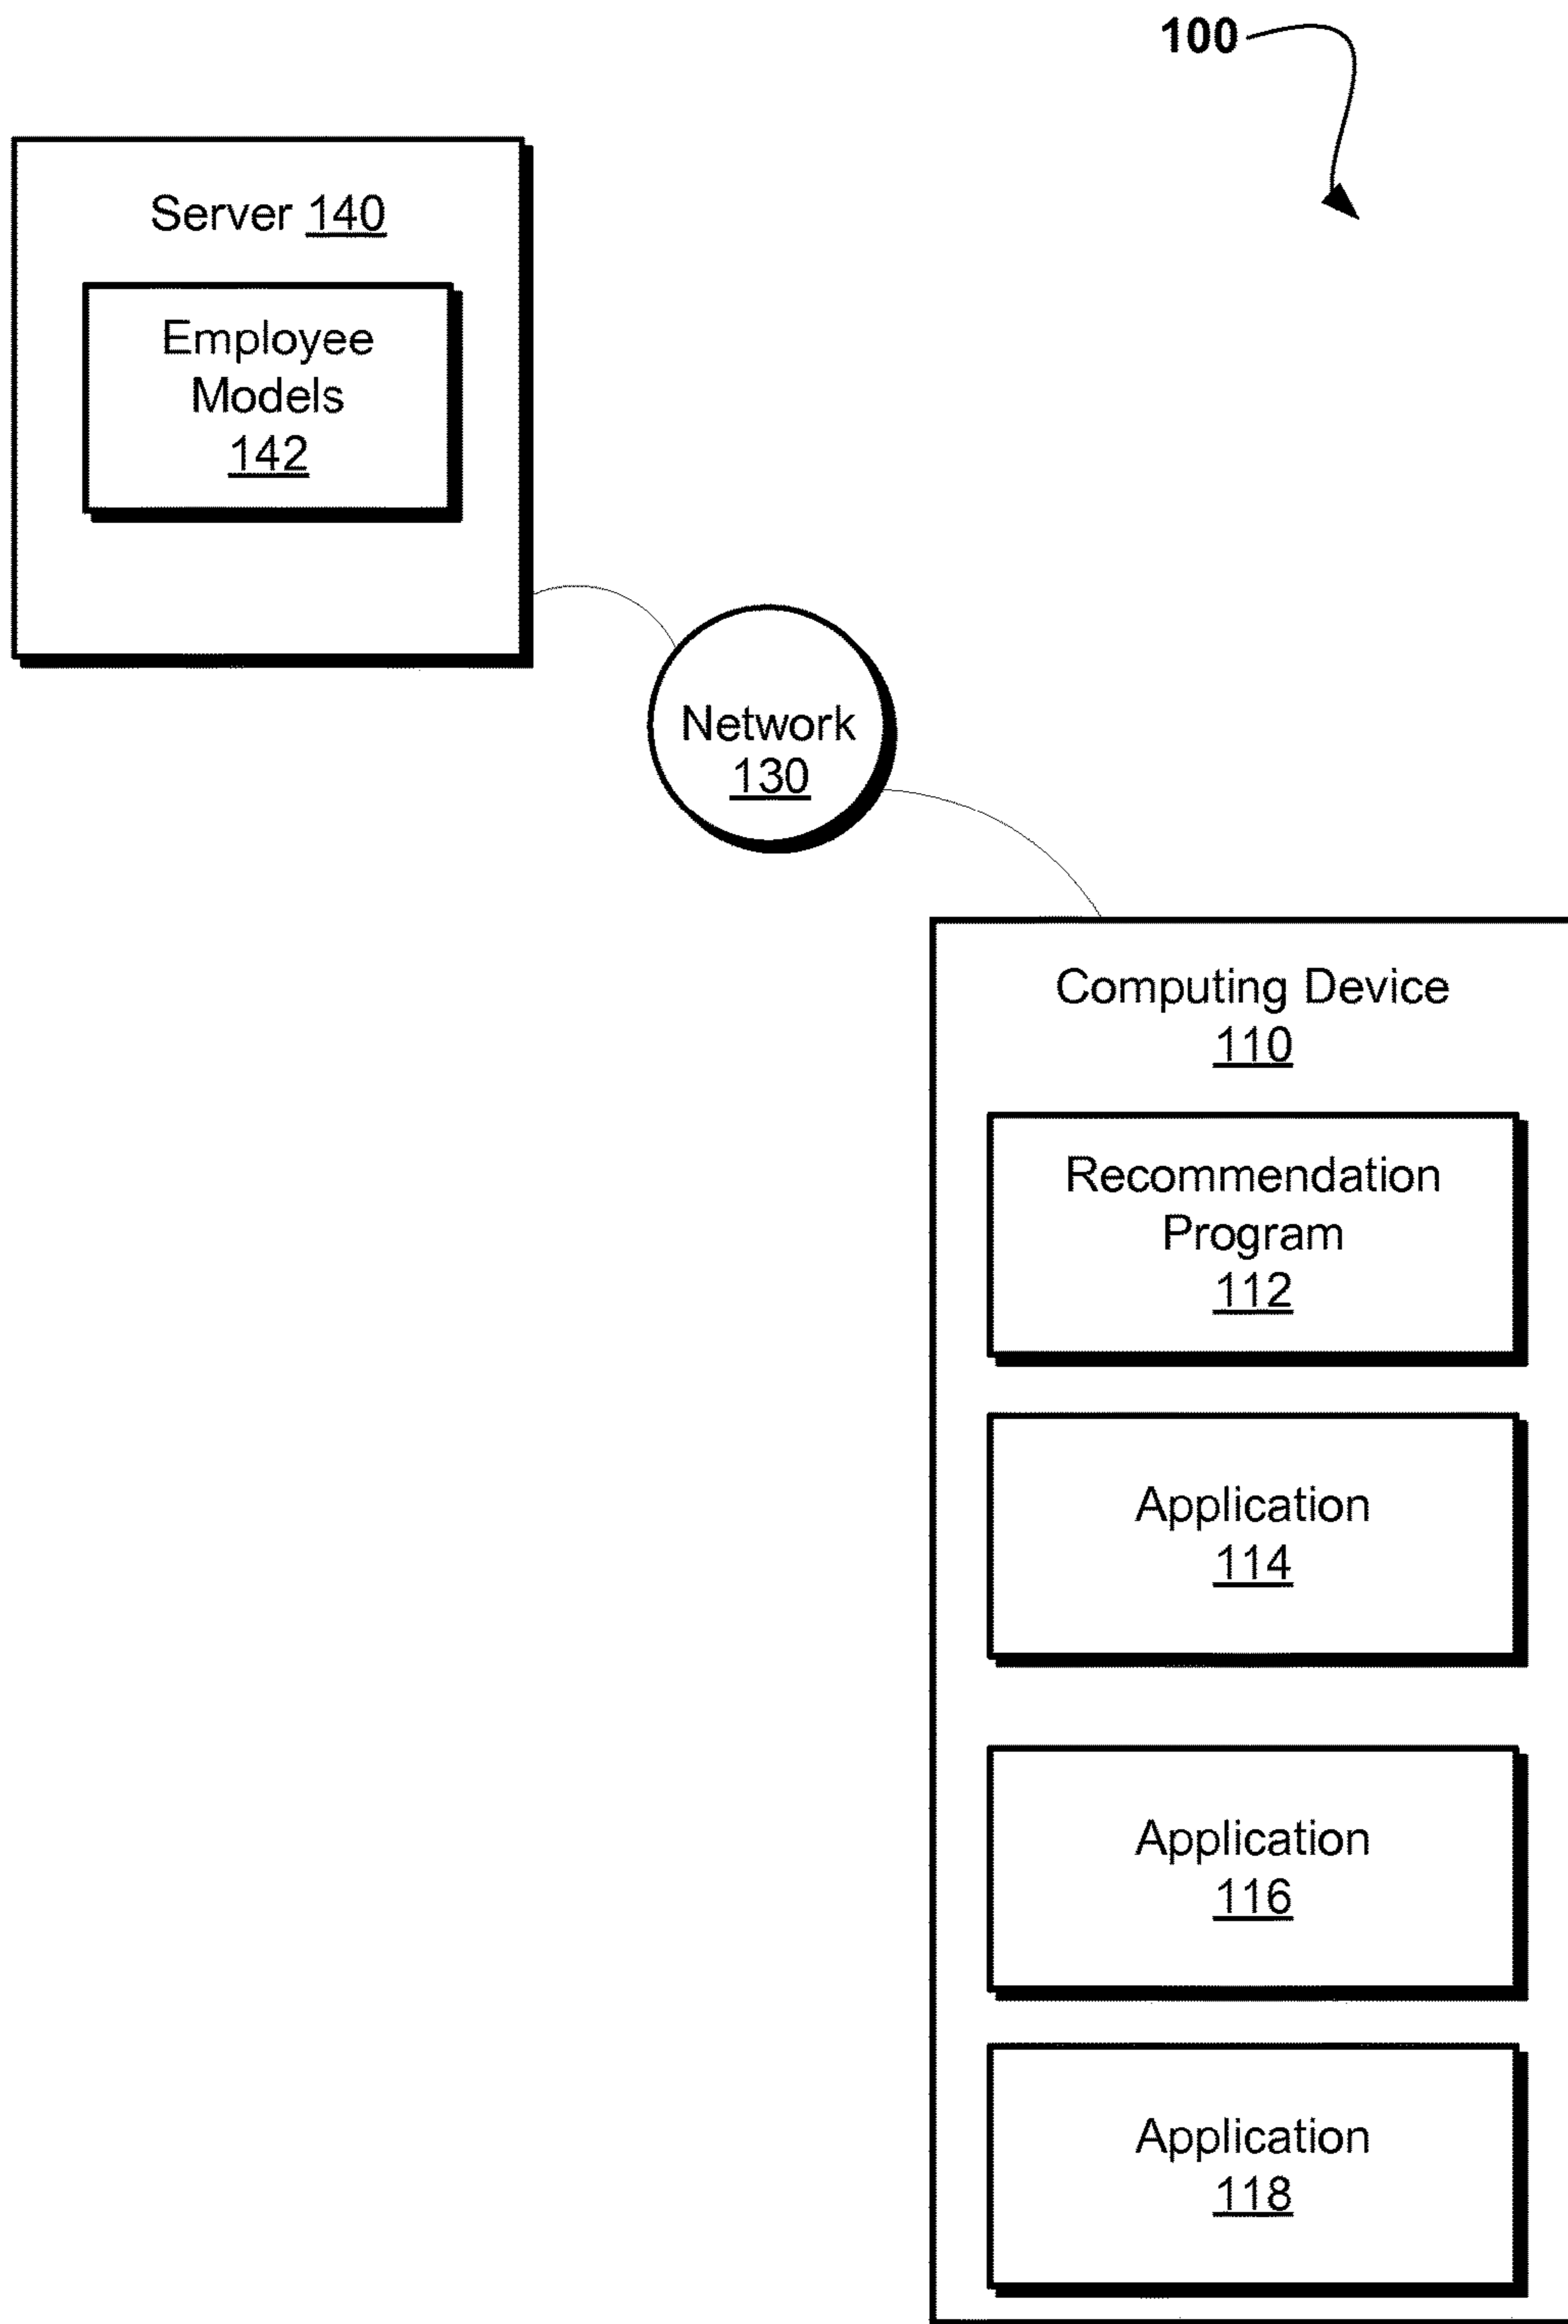 100
Server 140
Employee
Models
142
Network
130
Computing Device
110
Recommendation
Program
112
Application
114
Application
116
Application
118